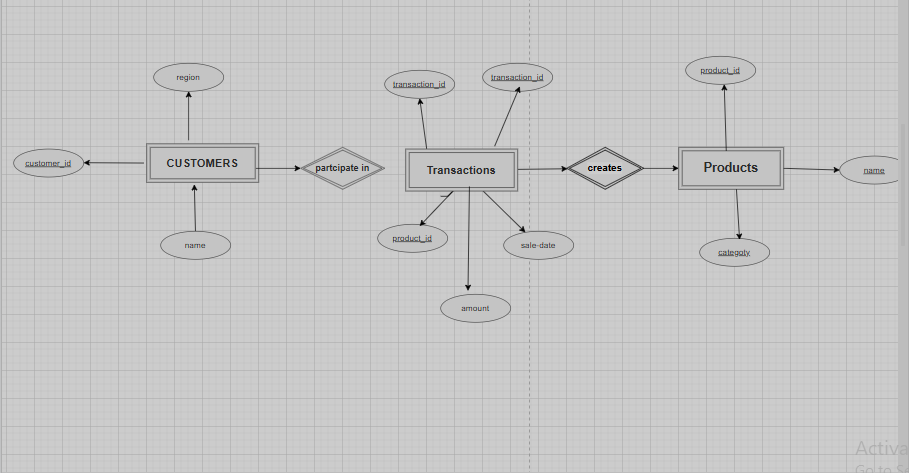 region
transaction_id
transaction_id
product_id
customer_id
CUSTOMERS
partcipate in
Transactions
creates
Products
name
name
product_id
sale-date
categoty
amount
Activa
Go to S